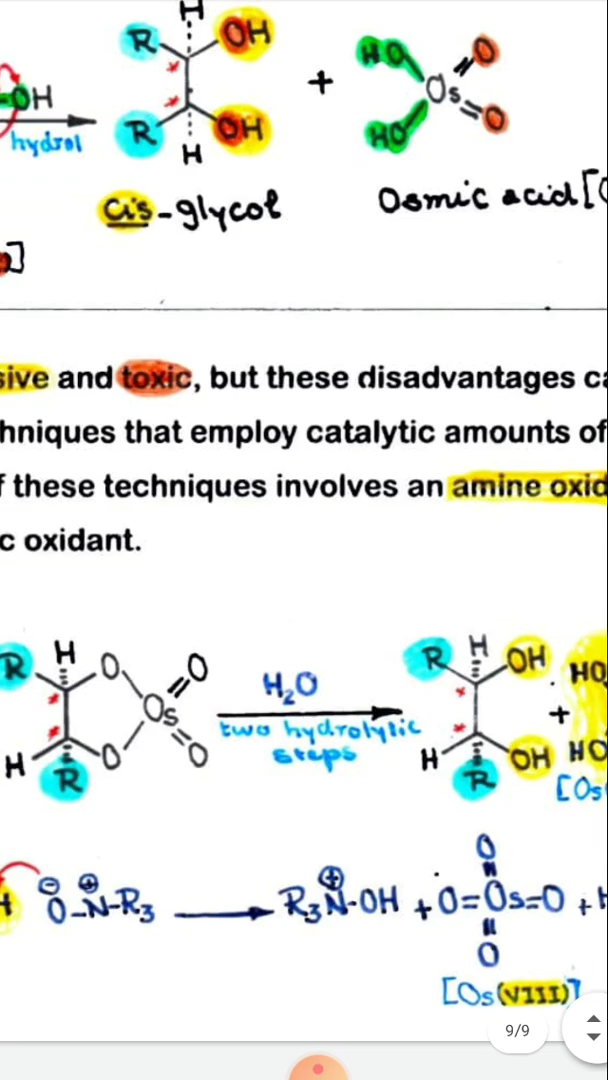 H
R OH
HO O
OH + Os
O
R OH HO
hydrol
H
Cis-glycol Osmic acid [
]
sive and toxic, but these disadvantages
hniques that employ catalytic amounts of
these techniques involves an amine oxid
c oxidant.
R H O O H2O R H OH HO
Os +
two hydrolytic
H R O O steps H R OH HO
[Os
O
⊖ ⊕ ⊕
O-N-R3 → R3N-OH + O=Os=O +
O
[Os(VIII)]
9/9